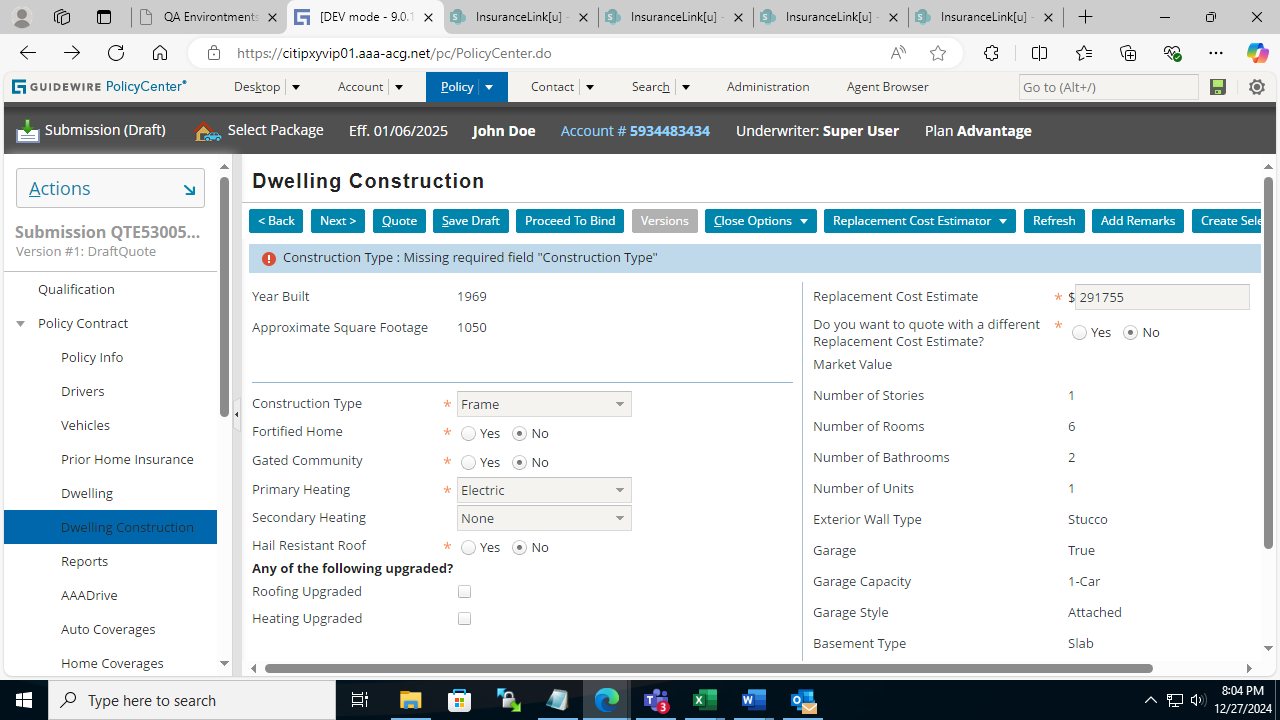 QA Environtments
[DEV mode - 9.0.1
InsuranceLink[u] -
InsuranceLink[u] -
InsuranceLink[u] -
InsuranceLink[u] -
https://citipxyvip01.aaa-acg.net/pc/PolicyCenter.do
GUIDEWIRE PolicyCenter®
Desktop
Account
Policy
Contact
Search
Administration
Agent Browser
Go to (Alt+/)
Submission (Draft)
Select Package
Eff. 01/06/2025
John Doe
Account # 5934483434
Underwriter: Super User
Plan Advantage
Actions
Submission QTE53005...
Version #1: DraftQuote
Qualification
Policy Contract
Policy Info
Drivers
Vehicles
Prior Home Insurance
Dwelling
Dwelling Construction
Reports
AAADrive
Auto Coverages
Home Coverages
Dwelling Construction
< Back
Next >
Quote
Save Draft
Proceed To Bind
Versions
Close Options
Replacement Cost Estimator
Refresh
Add Remarks
Create Sele
Construction Type : Missing required field "Construction Type"
Year Built 1969
Approximate Square Footage 1050
Construction Type * Frame
Fortified Home * Yes No
Gated Community * Yes No
Primary Heating * Electric
Secondary Heating None
Hail Resistant Roof * Yes No
Any of the following upgraded?
Roofing Upgraded
Heating Upgraded
Replacement Cost Estimate * $ 291755
Do you want to quote with a different * Yes No
Replacement Cost Estimate?
Market Value
Number of Stories 1
Number of Rooms 6
Number of Bathrooms 2
Number of Units 1
Exterior Wall Type Stucco
Garage True
Garage Capacity 1-Car
Garage Style Attached
Basement Type Slab
Type here to search
3
8:04 PM
12/27/2024